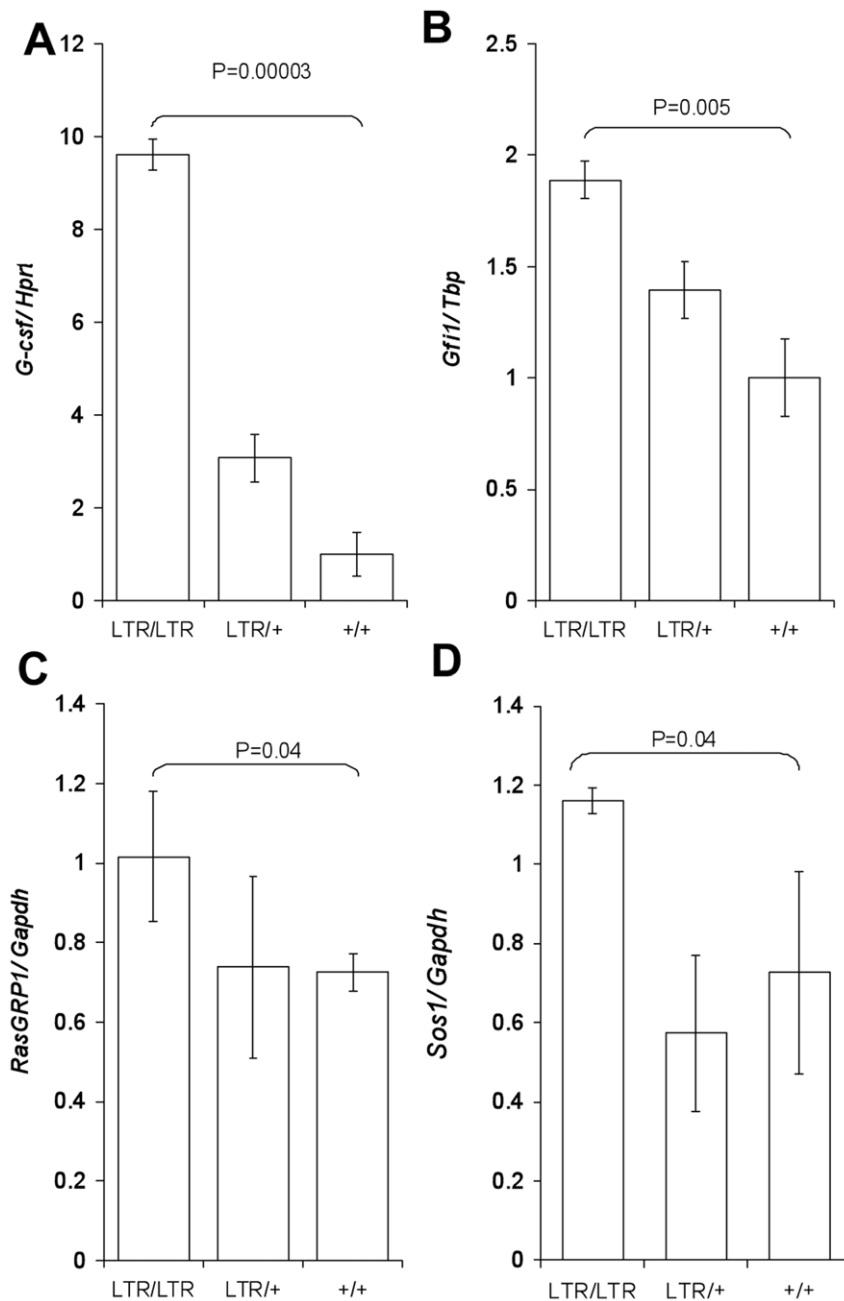 A
12
10
8
6
4
2
0
G-csf/Hprt
P=0.00003
LTR/LTR LTR/+ +/+
B
2.5
2
1.5
1
0.5
0
Gfi1/Tbp
P=0.005
LTR/LTR LTR/+ +/+
C
1.4
1.2
1
0.8
0.6
0.4
0.2
0
RasGRP1/Gapdh
P=0.04
LTR/LTR LTR/+ +/+
D
1.4
1.2
1
0.8
0.6
0.4
0.2
0
Sos1/Gapdh
P=0.04
LTR/LTR LTR/+ +/+